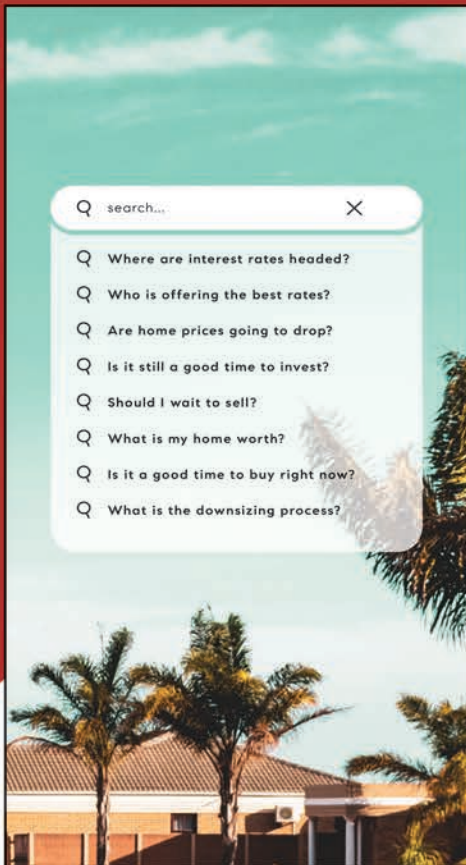 search...
Where are interest rates headed?
Who is offering the best rates?
Are home prices going to drop?
Is it still a good time to invest?
Should I wait to sell?
What is my home worth?
Is it a good time to buy right now?
What is the downsizing process?